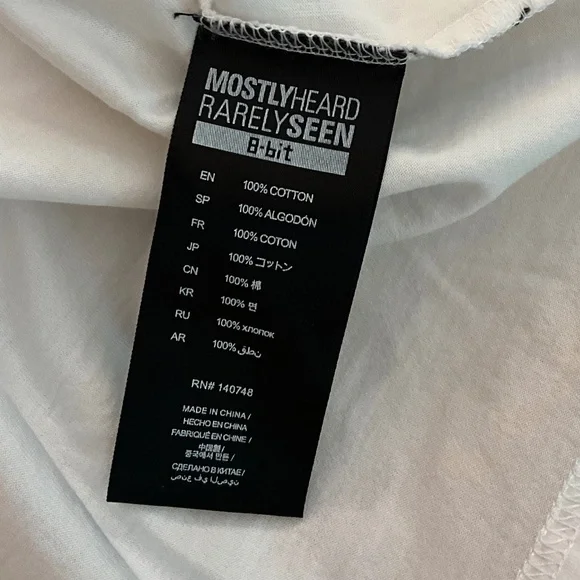 MOSTLYHEARD
RARELYSEEN
8-bit
EN 100% COTTON
SP 100% ALGODÓN
FR 100% COTON
JP 100% コットン
CN 100% 棉
KR 100% 면
RU 100% хлопок
AR 100% قطن
RN# 140748
MADE IN CHINA /
HECHO EN CHINA
FABRIQUÉ EN CHINE /
中国製 /
중국에서 만든 /
СДЕЛАНО В КИТАЕ /
صنع في الصين